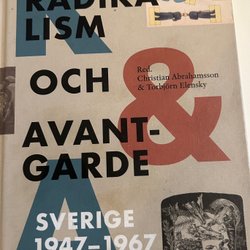 RADIKA
LISM
OCH
Red.
Christian Abrahamsson
& Torbjörn Elensky
&
AVANT-
GARDE
SVERIGE
1947–1967